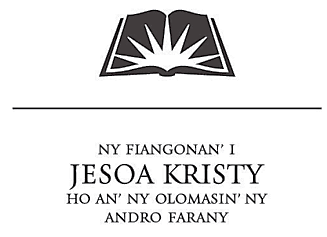 NY FIANGONAN’ I
JESOA KRISTY
HO AN’ NY OLOMASIN’ NY
ANDRO FARANY